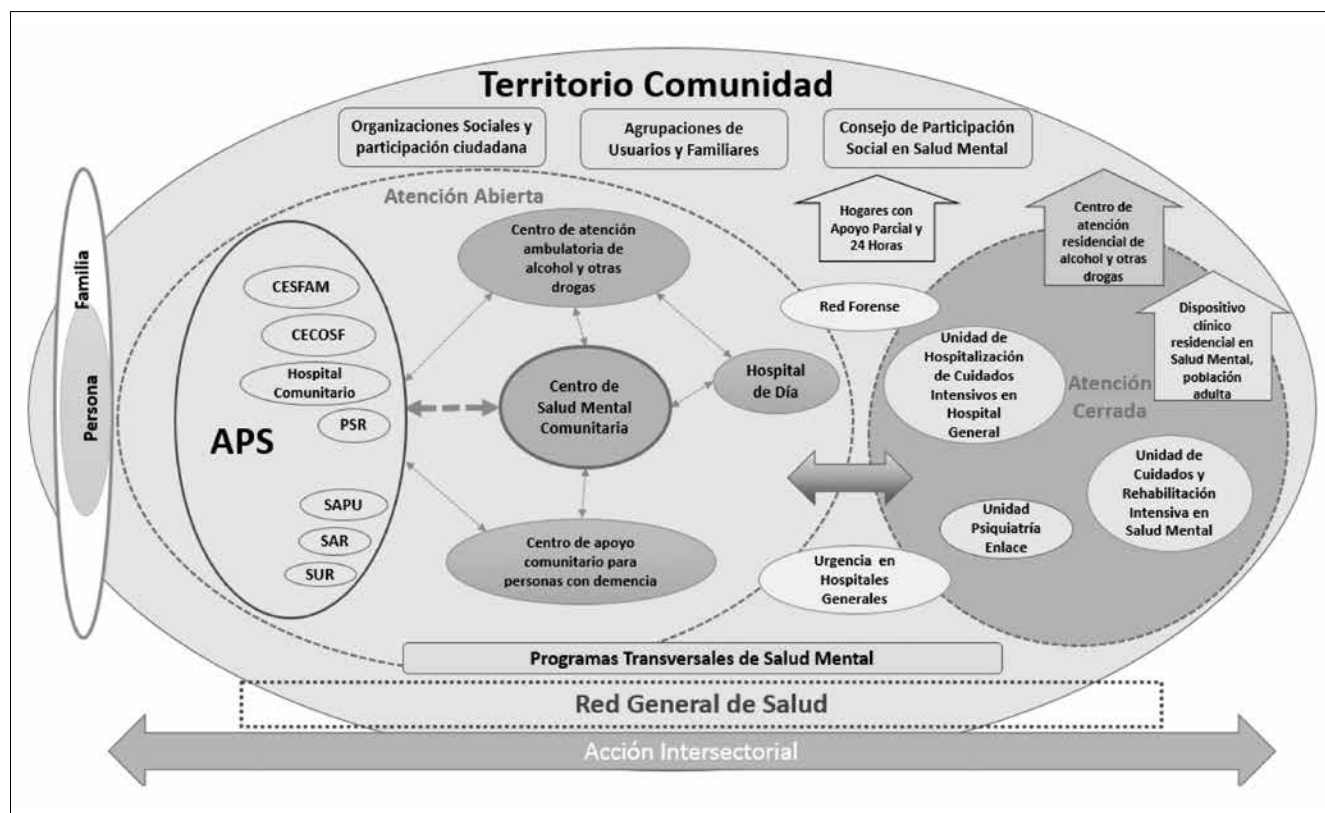 Territorio Comunidad
Organizaciones Sociales y
participación ciudadana
Agrupaciones de
Usuarios y Familiares
Consejo de Participación
Social en Salud Mental
Familia
Persona
Atención Abierta
APS
CESFAM
CECOSF
Hospital
Comunitario
PSR
SAPU
SAR
SUR
Centro de atención
ambulatoria de
alcohol y otras
drogas
Centro de
Salud Mental
Comunitaria
Hospital
de Día
Centro de apoyo
comunitario para
personas con demencia
Hogares con
Apoyo Parcial y
24 Horas
Red Forense
Urgencia en
Hospitales
Generales
Centro de
atención
residencial de
alcohol y otras
drogas
Dispositivo
clínico
residencial en
Salud Mental,
población
adulta
Atención
Cerrada
Unidad de
Hospitalización
de Cuidados
Intensivos en
Hospital
General
Unidad
Psiquiatría
Enlace
Unidad de
Cuidados y
Rehabilitación
Intensiva en
Salud Mental
Programas Transversales de Salud Mental
Red General de Salud
Acción Intersectorial